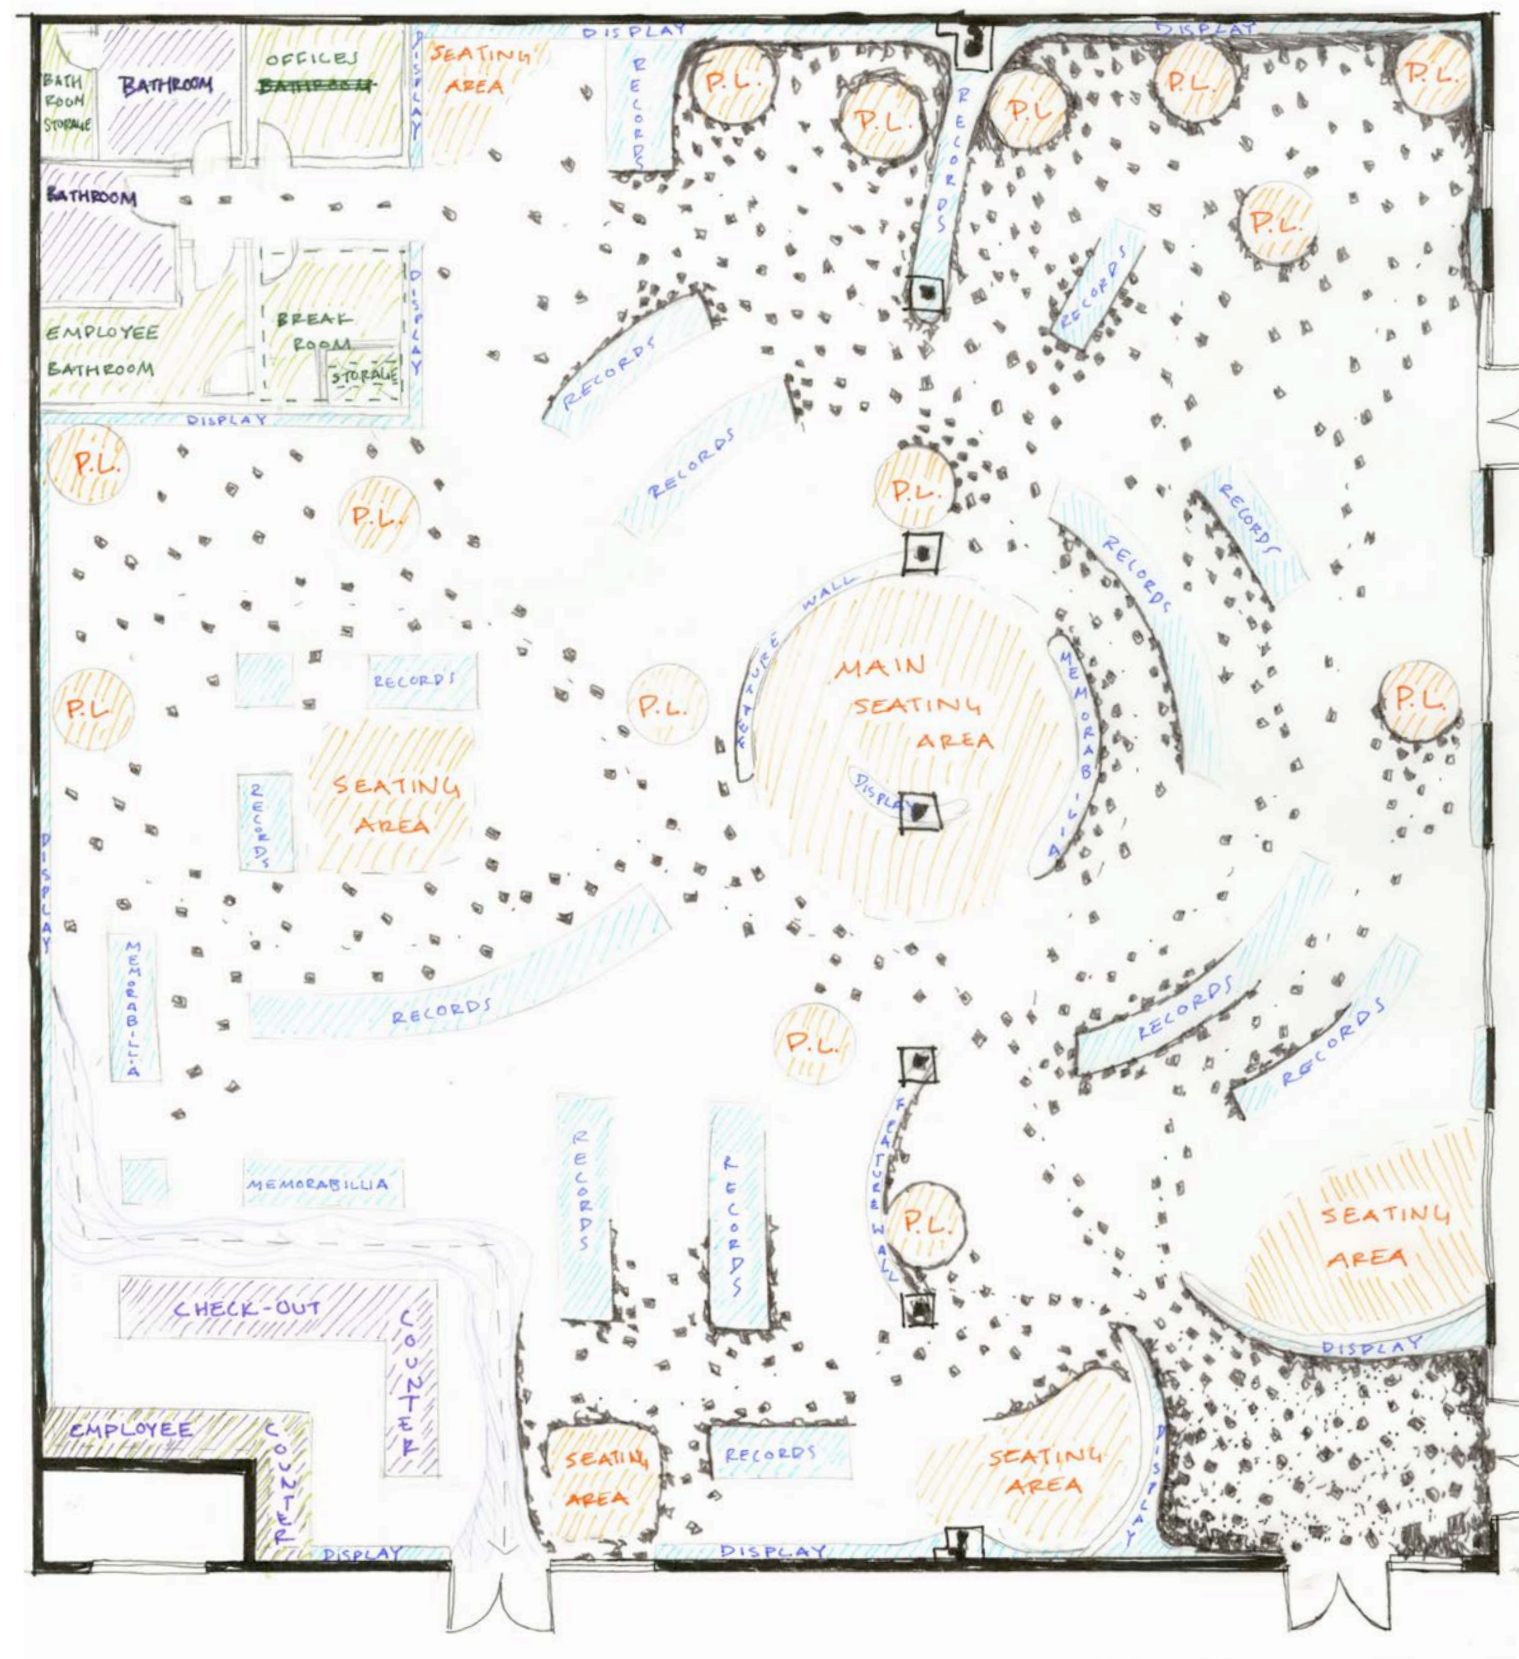 DISPLAY
DISPLAY
BATH
ROOM
STORAGE
BATHROOM
OFFICES
BATHROOM
DISPLAY
SEATING
AREA
RECORDS
P.L.
P.L.
RECORDS
P.L.
P.L.
P.L.
BATHROOM
P.L.
RECORDS
EMPLOYEE
BATHROOM
BREAK
ROOM
STORAGE
DISPLAY
DISPLAY
RECORDS
RECORDS
P.L.
P.L.
P.L.
RECORDS
RECORDS
FEATURE WALL
RECORDS
P.L.
P.L.
MAIN
SEATING
AREA
MEMORABILIA
P.L.
SEATING
AREA
RECORDS
DISPLAY
DISPLAY
MEMORABILLIA
RECORDS
RECORDS
RECORDS
P.L.
FEATURE WALL
RECORDS
RECORDS
MEMORABILLIA
P.L.
SEATING
AREA
CHECK-OUT
COUNTER
DISPLAY
EMPLOYEE
COUNTER
SEATING
AREA
RECORDS
SEATING
AREA
DISPLAY
DISPLAY
DISPLAY